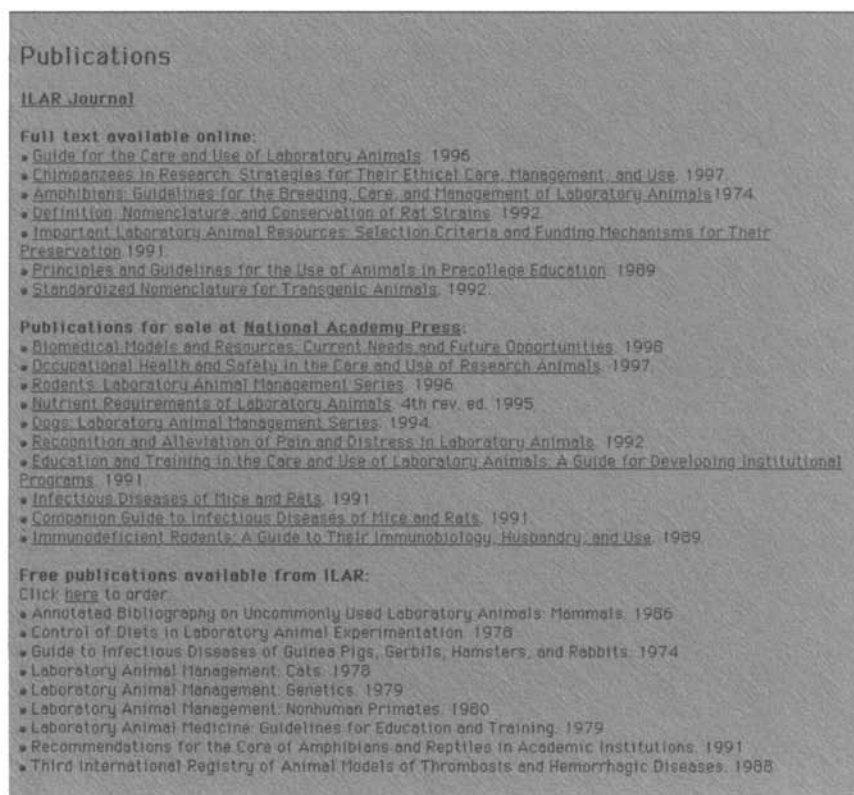 Publications
ILAR Journal
Full text available online:
• Guide for the Care and Use of Laboratory Animals. 1996.
• Chimpanzees in Research: Strategies for Their Ethical Care, Management, and Use. 1997.
• Amphibians: Guidelines for the Breeding, Care, and Management of Laboratory Animals1974.
• Definition, Nomenclature, and Conservation of Rat Strains. 1992.
• Important Laboratory Animal Resources: Selection Criteria and Funding Mechanisms for Their
Preservation.1991.
• Principles and Guidelines for the Use of Animals in Precollege Education. 1989
• Standardized Nomenclature for Transgenic Animals. 1992.
Publications for sale at National Academy Press:
• Biomedical Models and Resources: Current Needs and Future Opportunities. 1998
• Occupational Health and Safety in the Care and Use of Research Animals. 1997.
• Rodents: Laboratory Animal Management Series. 1996.
• Nutrient Requirements of Laboratory Animals. 4th rev. ed. 1995.
• Dogs: Laboratory Animal Management Series. 1994.
• Recognition and Alleviation of Pain and Distress in Laboratory Animals. 1992
• Education and Training in the Care and Use of Laboratory Animals: A Guide for Developing Institutional
Programs. 1991.
• Infectious Diseases of Mice and Rats. 1991.
• Companion Guide to Infectious Diseases of Mice and Rats. 1991.
• Immunodeficient Rodents: A Guide to Their Immunobiology, Husbandry, and Use. 1989.
Free publications available from ILAR:
Click here to order.
• Annotated Bibliography on Uncommonly Used Laboratory Animals: Mammals. 1986
• Control of Diets in Laboratory Animal Experimentation. 1978
• Guide to Infectious Diseases of Guinea Pigs, Gerbils, Hamsters, and Rabbits. 1974
• Laboratory Animal Management: Cats. 1978
• Laboratory Animal Management: Genetics. 1979
• Laboratory Animal Management: Nonhuman Primates. 1980
• Laboratory Animal Medicine: Guidelines for Education and Training. 1979
• Recommendations for the Care of Amphibians and Reptiles in Academic Institutions. 1991
• Third International Registry of Animal Models of Thrombosis and Hemorrhagic Diseases. 1988